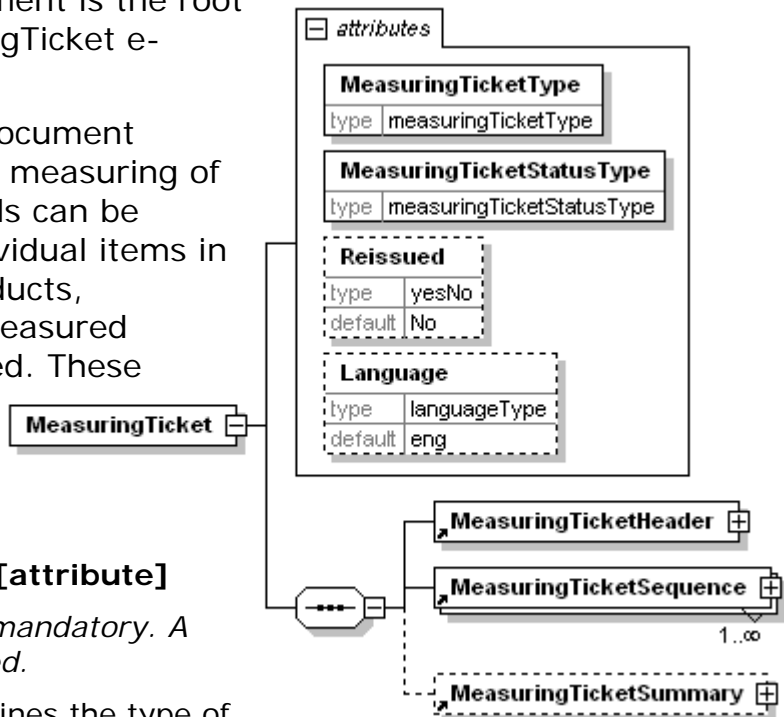 ment is the root
gTicket e-
ocument
measuring of
ls can be
vidual items in
ducts,
easured
ed. These
[attribute]
mandatory. A
ed.
ines the type of
attributes
MeasuringTicketType
type measuringTicketType
MeasuringTicketStatusType
type measuringTicketStatusType
Reissued
type yesNo
default No
Language
type languageType
default eng
MeasuringTicket
MeasuringTicketHeader
MeasuringTicketSequence
1..∞
MeasuringTicketSummary